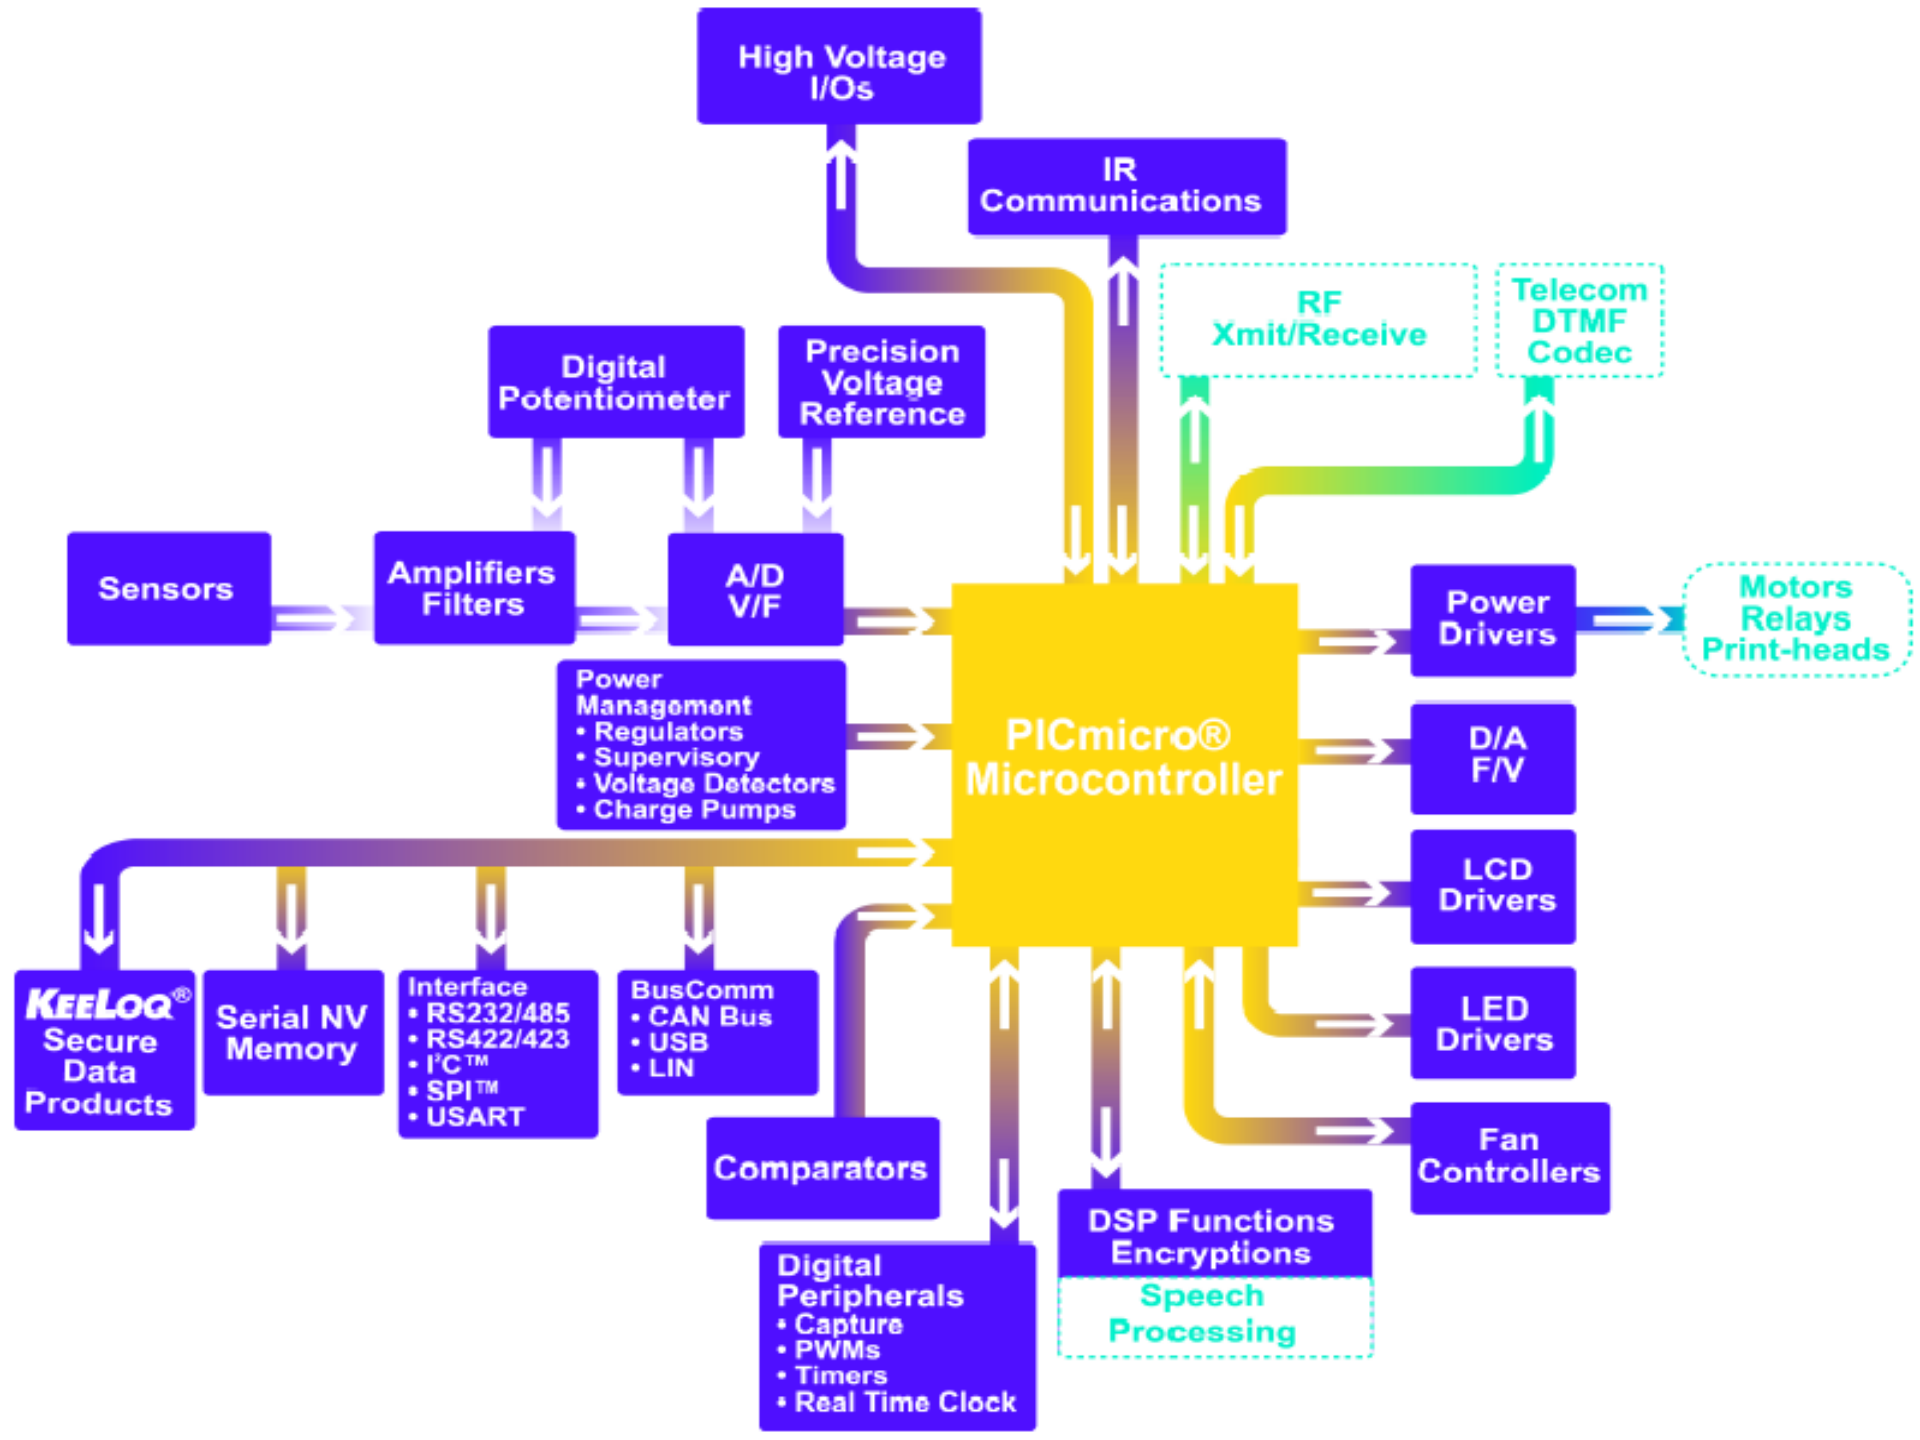 High Voltage
I/Os
IR
Communications
RF
Xmit/Receive
Telecom
DTMF
Codec
Digital
Potentiometer
Precision
Voltage
Reference
Sensors
Amplifiers
Filters
A/D
V/F
Power
Drivers
Motors
Relays
Print-heads
Power
Management
• Regulators
• Supervisory
• Voltage Detectors
• Charge Pumps
PICmicro®
Microcontroller
D/A
F/V
LCD
Drivers
LED
Drivers
Fan
Controllers
KEELOQ®
Secure
Data
Products
Serial NV
Memory
Interface
• RS232/485
• RS422/423
• I²C™
• SPI™
• USART
BusComm
• CAN Bus
• USB
• LIN
Comparators
Digital
Peripherals
• Capture
• PWMs
• Timers
• Real Time Clock
DSP Functions
Encryptions
Speech
Processing